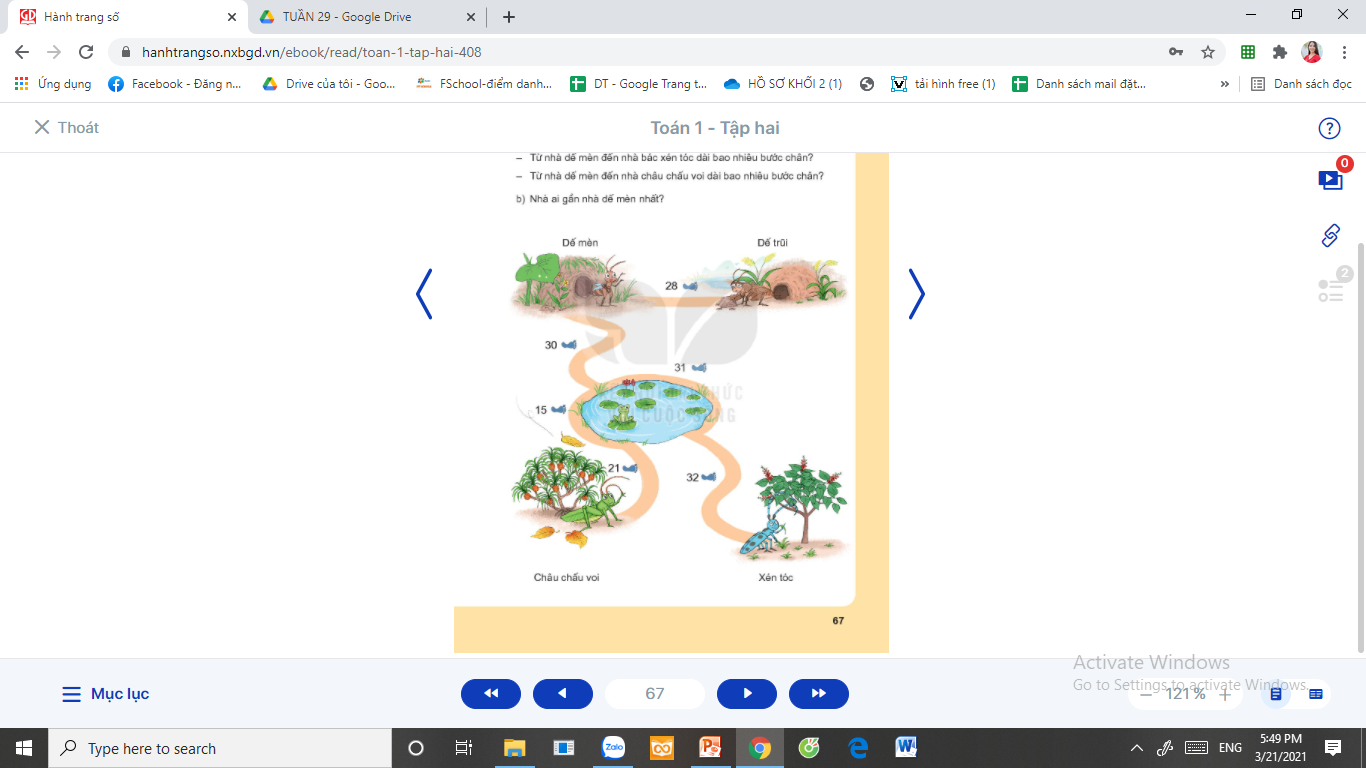 Hành trang số
TUẦN 29 - Google Drive
hanhtrangso.nxbgd.vn/ebook/read/toan-1-tap-hai-408
Ứng dụng
Facebook - Đăng n...
Drive của tôi - Goo...
FSchool-điểm danh...
DT - Google Trang t...
HỒ SƠ KHỐI 2 (1)
tải hình free (1)
Danh sách mail đặt...
»
Danh sách đọc
Thoát
Toán 1 - Tập hai
?
0
2
– Từ nhà dế mèn đến nhà bác xén tóc dài bao nhiêu bước chân?
– Từ nhà dế mèn đến nhà châu chấu voi dài bao nhiêu bước chân?
b) Nhà ai gần nhà dế mèn nhất?
Dế mèn
Dế trũi
28
30
31
15
21
32
Châu chấu voi
Xén tóc
67
Activate Windows
Go to Settings to activate Windows.
Mục lục
67
121 %
Type here to search
Zalo
ENG
5:49 PM
3/21/2021